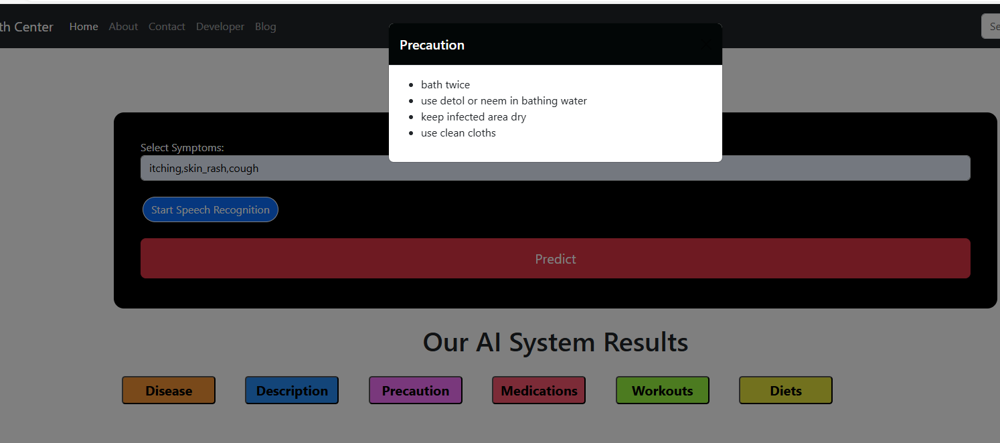 th Center Home About Contact Developer Blog Se
Precaution
bath twice
use detol or neem in bathing water
keep infected area dry
use clean cloths
Select Symptoms:
itching,skin_rash,cough
Start Speech Recognition
Predict
Our AI System Results
Disease Description Precaution Medications Workouts Diets